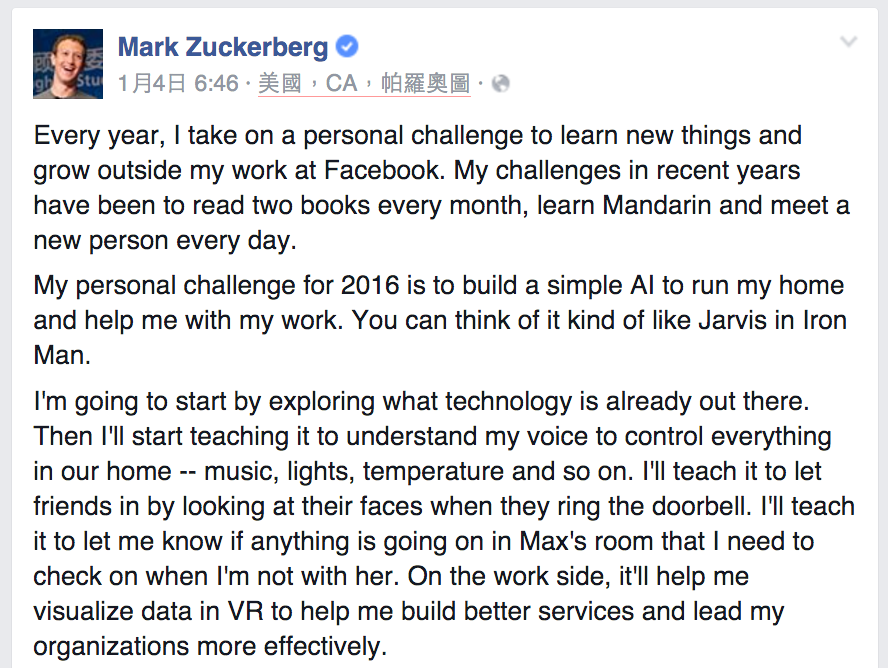 Mark Zuckerberg
1月4日 6:46 · 美國，CA，帕羅奧圖 ·
Every year, I take on a personal challenge to learn new things and
grow outside my work at Facebook. My challenges in recent years
have been to read two books every month, learn Mandarin and meet a
new person every day.
My personal challenge for 2016 is to build a simple AI to run my home
and help me with my work. You can think of it kind of like Jarvis in Iron
Man.
I'm going to start by exploring what technology is already out there.
Then I'll start teaching it to understand my voice to control everything
in our home -- music, lights, temperature and so on. I'll teach it to let
friends in by looking at their faces when they ring the doorbell. I'll teach
it to let me know if anything is going on in Max's room that I need to
check on when I'm not with her. On the work side, it'll help me
visualize data in VR to help me build better services and lead my
organizations more effectively.